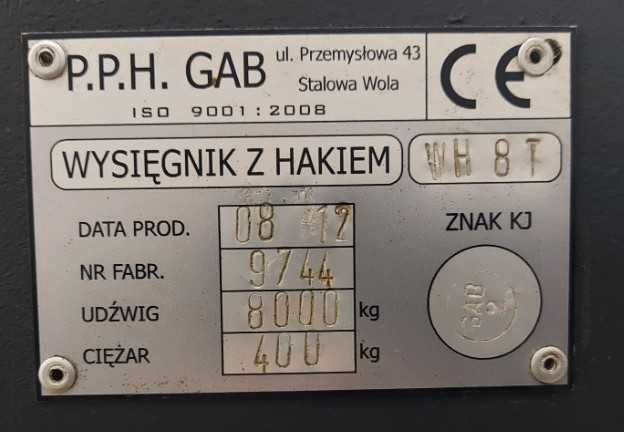 P.P.H. GAB
ul. Przemysłowa 43
Stalowa Wola
ISO 9001:2008
CE
WYSIĘGNIK Z HAKIEM
WH 8T
DATA PROD. 08 12
NR FABR. 9744
UDŹWIG 8000 kg
CIĘŻAR 400 kg
ZNAK KJ
GAB
2